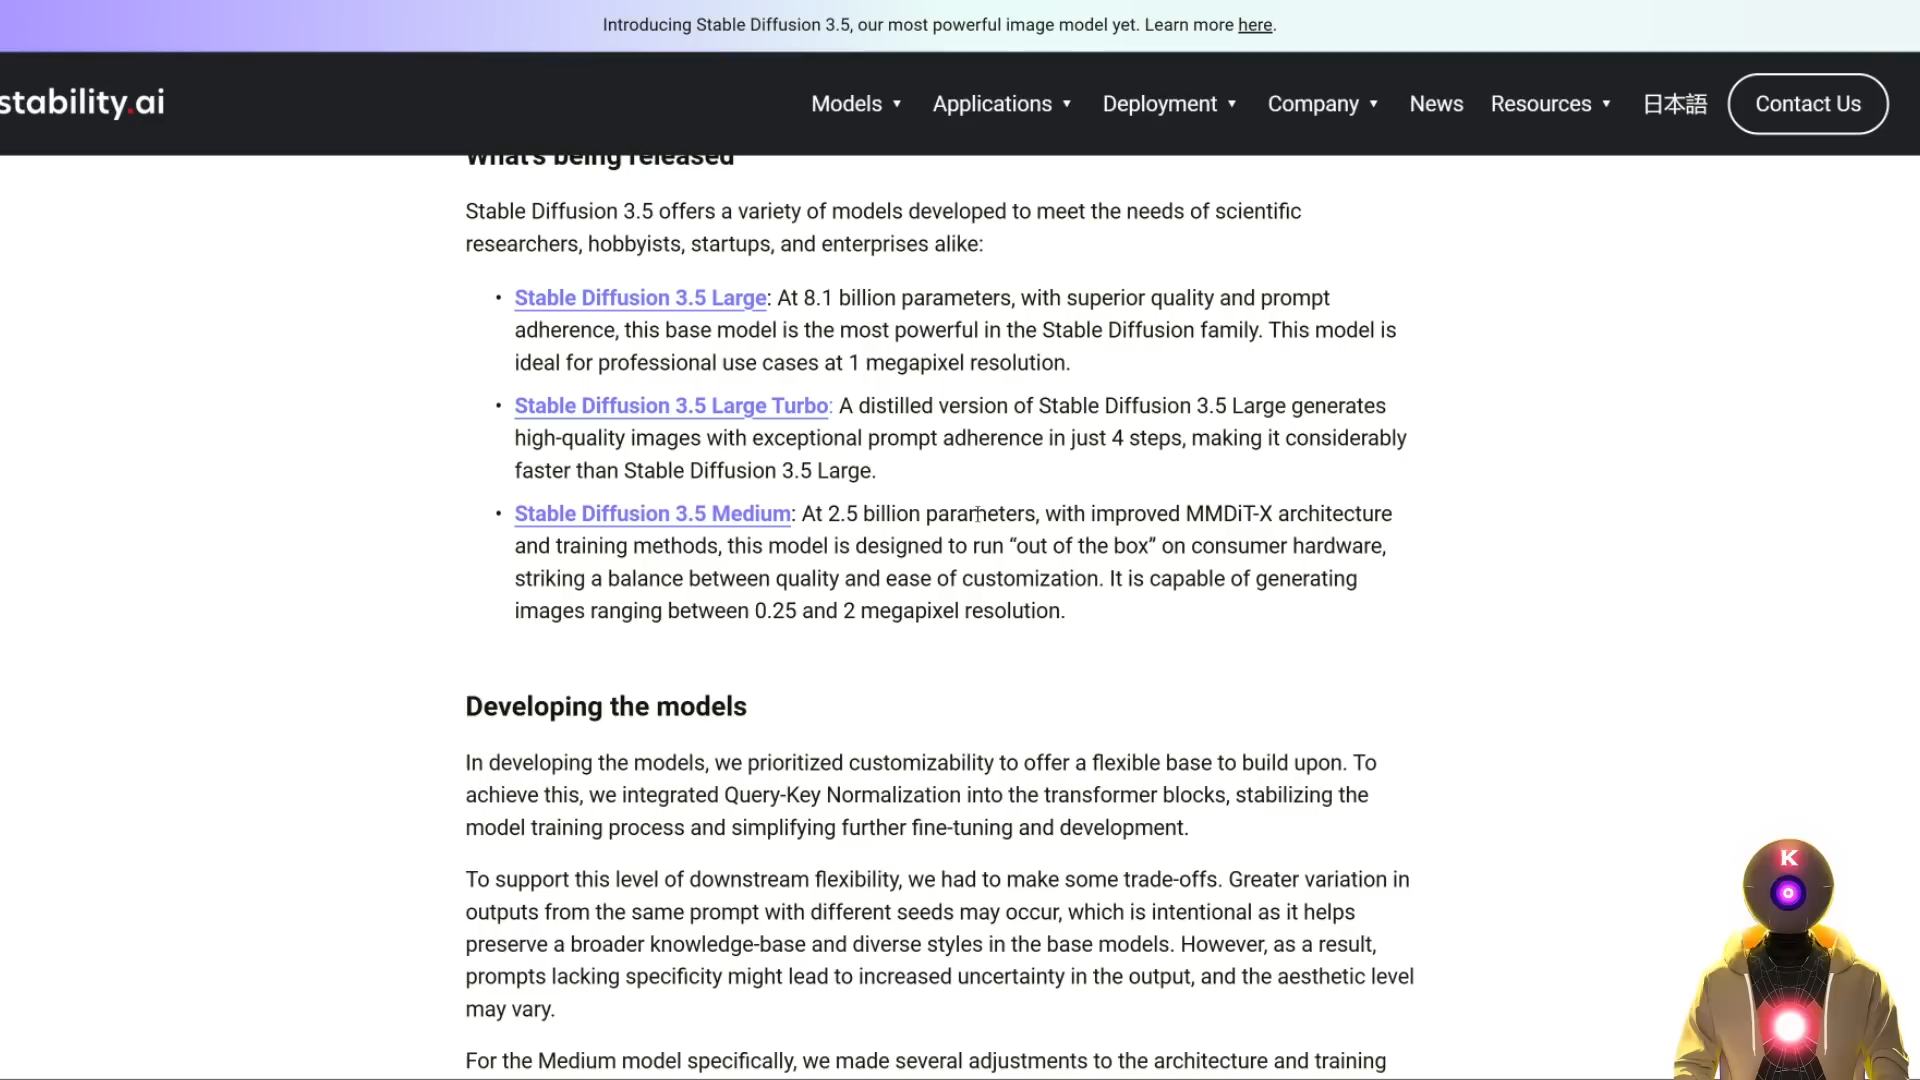 Introducing Stable Diffusion 3.5, our most powerful image model yet. Learn more here.
stability.ai
Models ▼ Applications ▼ Deployment ▼ Company ▼ News Resources ▼ 日本語 Contact Us
What's being released
Stable Diffusion 3.5 offers a variety of models developed to meet the needs of scientific
researchers, hobbyists, startups, and enterprises alike:
• Stable Diffusion 3.5 Large: At 8.1 billion parameters, with superior quality and prompt
adherence, this base model is the most powerful in the Stable Diffusion family. This model is
ideal for professional use cases at 1 megapixel resolution.
• Stable Diffusion 3.5 Large Turbo: A distilled version of Stable Diffusion 3.5 Large generates
high-quality images with exceptional prompt adherence in just 4 steps, making it considerably
faster than Stable Diffusion 3.5 Large.
• Stable Diffusion 3.5 Medium: At 2.5 billion parameters, with improved MMDiT-X architecture
and training methods, this model is designed to run “out of the box” on consumer hardware,
striking a balance between quality and ease of customization. It is capable of generating
images ranging between 0.25 and 2 megapixel resolution.
Developing the models
In developing the models, we prioritized customizability to offer a flexible base to build upon. To
achieve this, we integrated Query-Key Normalization into the transformer blocks, stabilizing the
model training process and simplifying further fine-tuning and development.
To support this level of downstream flexibility, we had to make some trade-offs. Greater variation in
outputs from the same prompt with different seeds may occur, which is intentional as it helps
preserve a broader knowledge-base and diverse styles in the base models. However, as a result,
prompts lacking specificity might lead to increased uncertainty in the output, and the aesthetic level
may vary.
For the Medium model specifically, we made several adjustments to the architecture and training
K